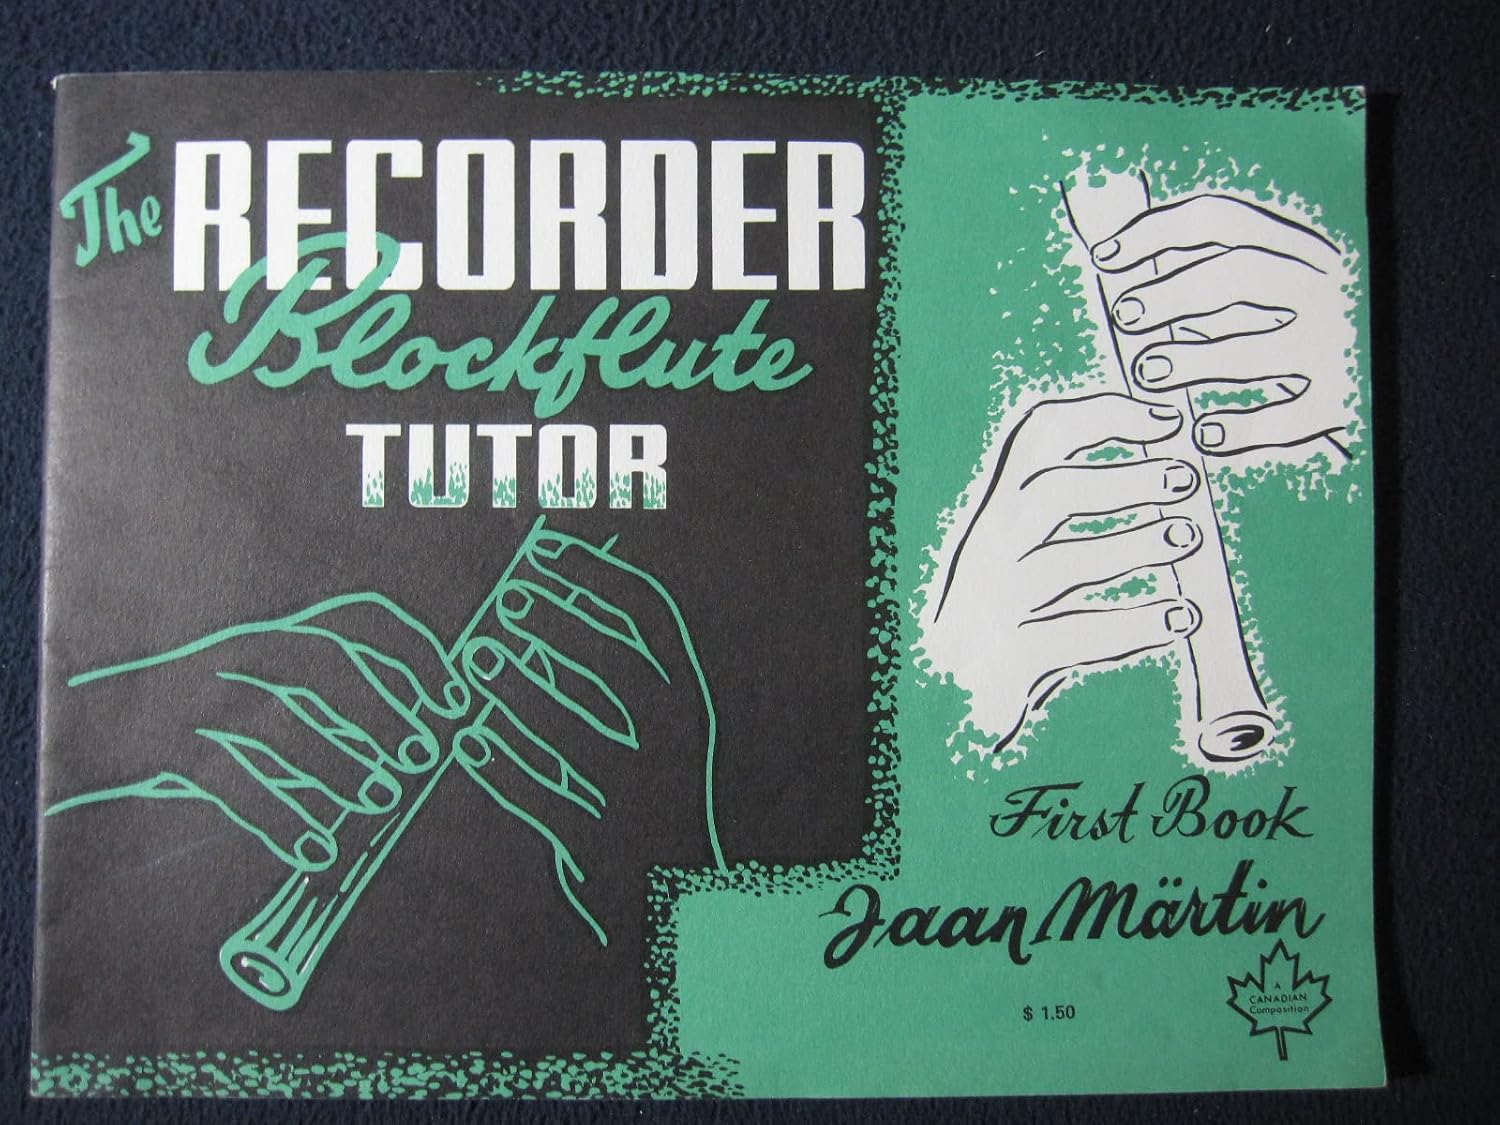 The RECORDER
Blockflute
TUTOR
First Book
Jaan Märtin
$ 1.50
A
CANADIAN
Composition